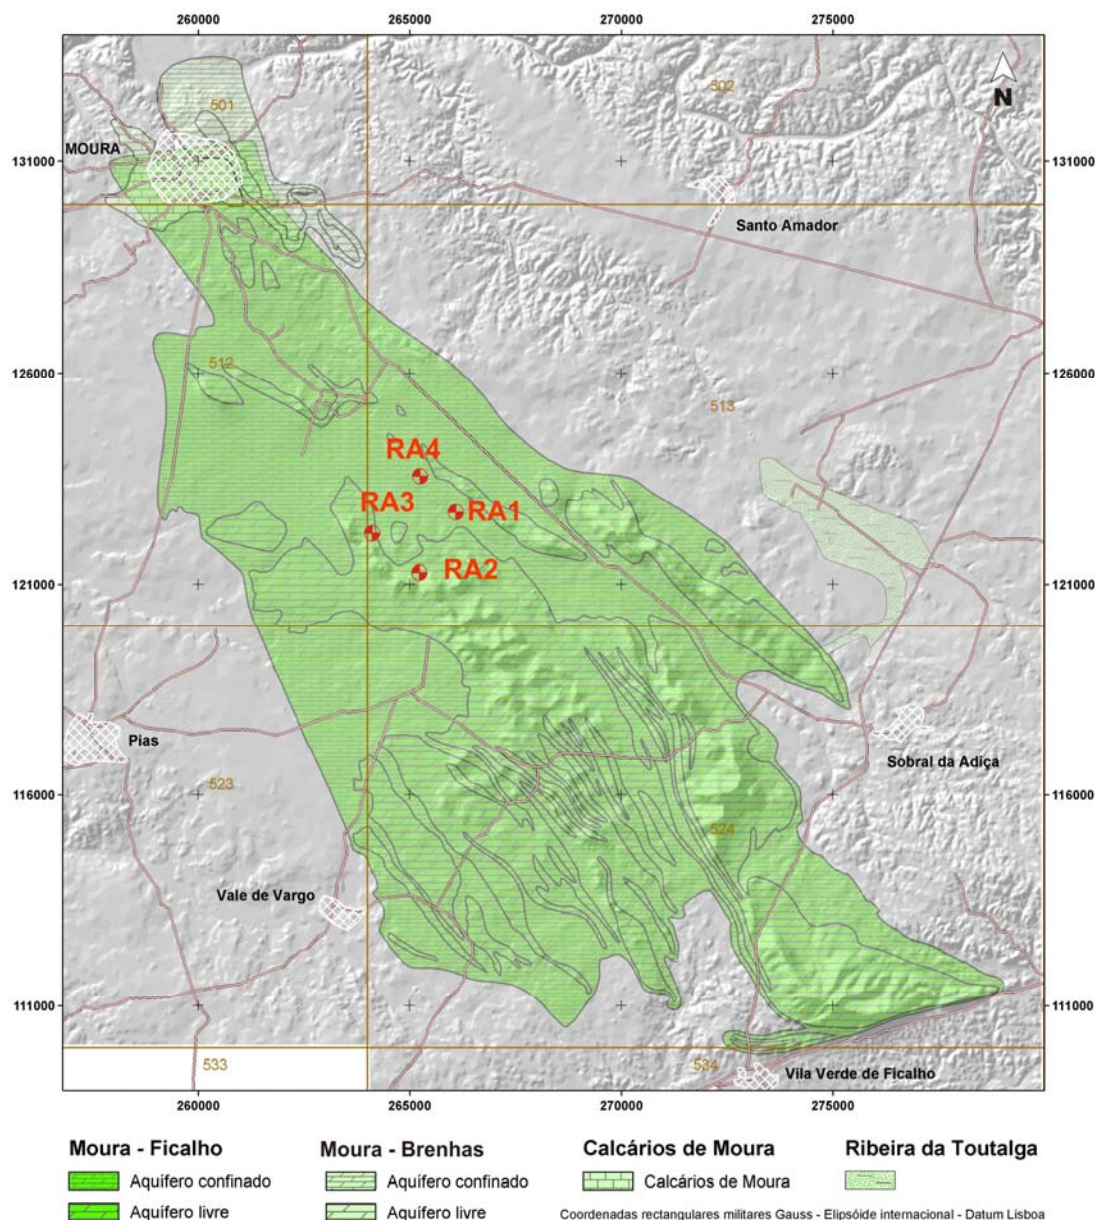 260000 265000 270000 275000
501
502
N
MOURA
131000 131000
Santo Amador
512
126000 126000
513
RA4
RA3
RA1
RA2
121000 121000
Pias
Sobral da Adiça
523
116000 116000
524
Vale de Vargo
111000 111000
533
534
Vila Verde de Ficalho
260000 265000 270000 275000
Moura - Ficalho
Aquífero confinado
Aquífero livre
Moura - Brenhas
Aquífero confinado
Aquífero livre
Calcários de Moura
Calcários de Moura
Ribeira da Toutalga
Coordenadas rectangulares militares Gauss - Elipsóide internacional - Datum Lisboa